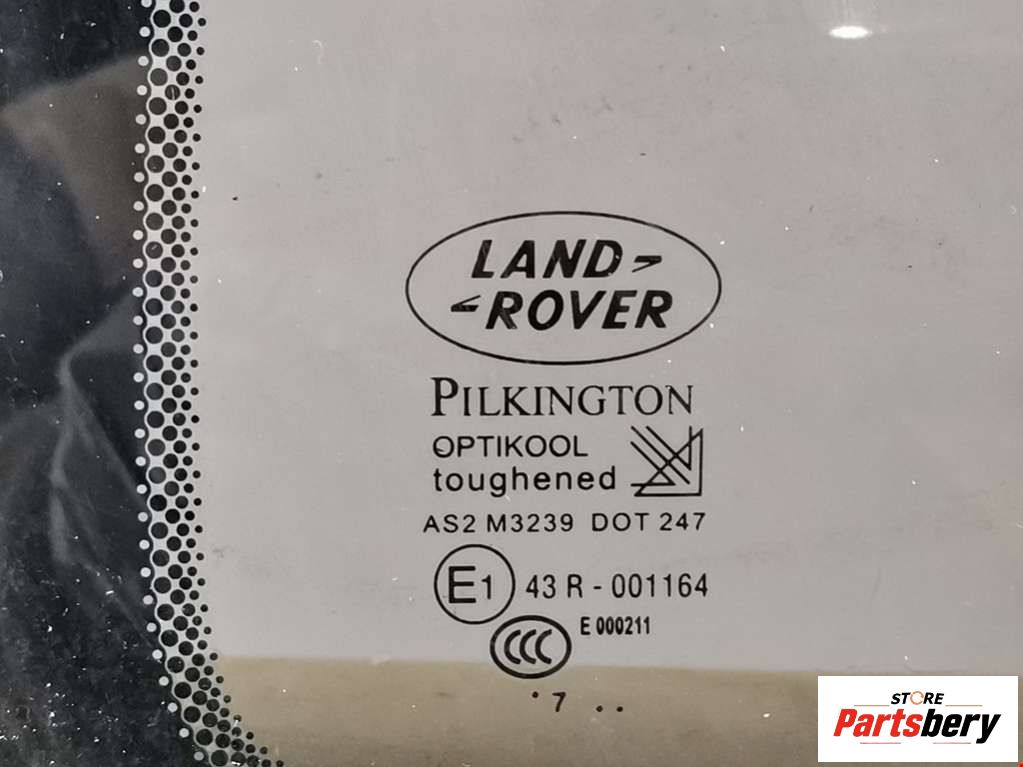 LAND
ROVER
PILKINGTON
OPTIKOOL
toughened
AS2 M3239 DOT 247
E1 43 R - 001164
CCC E 000211
. 7 ..
STORE
Partsbery